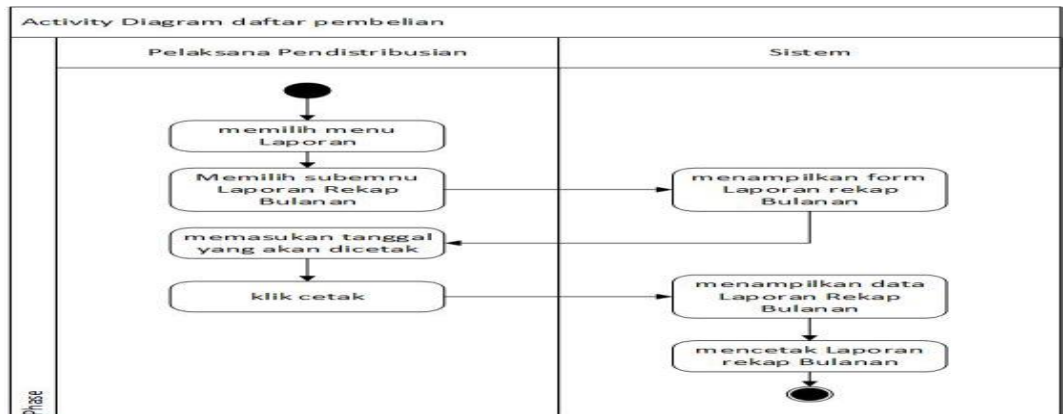 Activity Diagram daftar pembelian
Pelaksana Pendistribusian
Sistem
memilih menu
Laporan
Memilih subemnu
Laporan Rekap
Bulanan
menampilkan form
Laporan rekap
Bulanan
memasukan tanggal
yang akan dicetak
klik cetak
menampilkan data
Laporan Rekap
Bulanan
mencetak Laporan
rekap Bulanan
Phase